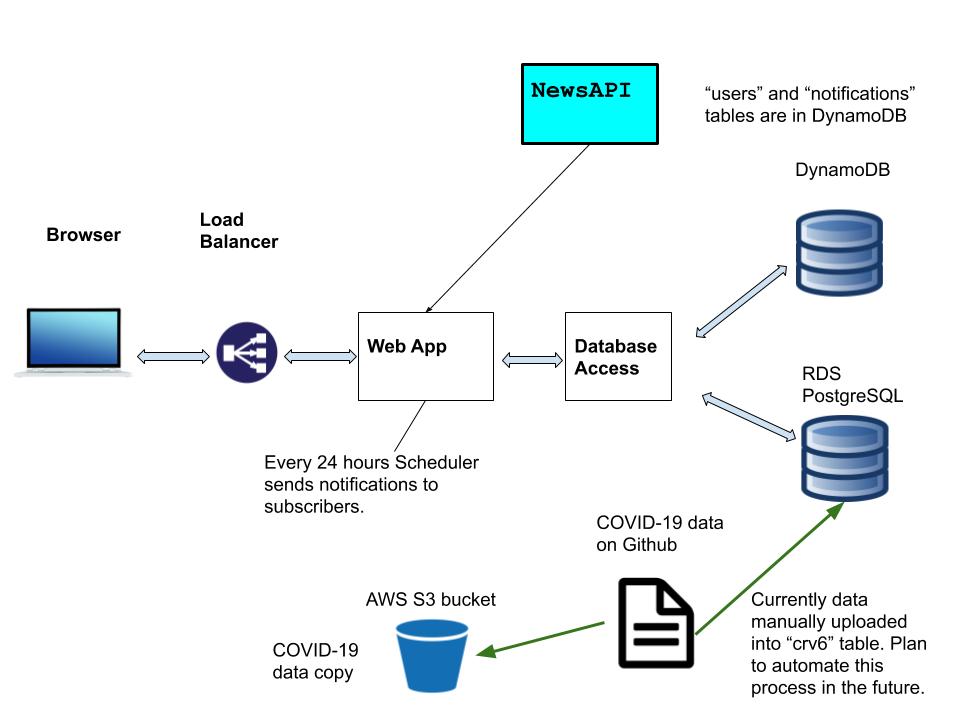 NewsAPI
“users” and “notifications”
tables are in DynamoDB
DynamoDB
Browser
Load
Balancer
Web App
Database
Access
RDS
PostgreSQL
Every 24 hours Scheduler
sends notifications to
subscribers.
COVID-19 data
on Github
AWS S3 bucket
COVID-19
data copy
Currently data
manually uploaded
into “crv6” table. Plan
to automate this
process in the future.